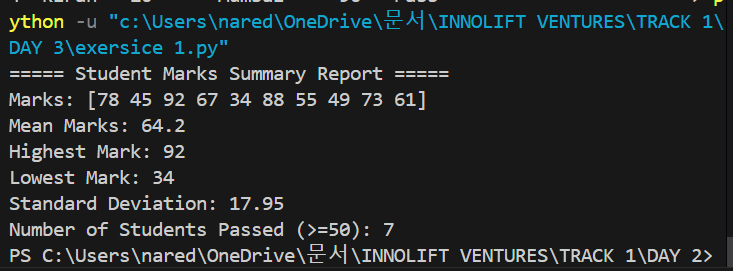 ython -u "c:\Users\nared\OneDrive\문서\INNOLIFT VENTURES\TRACK 1\
DAY 3\exersice 1.py"
===== Student Marks Summary Report =====
Marks: [78 45 92 67 34 88 55 49 73 61]
Mean Marks: 64.2
Highest Mark: 92
Lowest Mark: 34
Standard Deviation: 17.95
Number of Students Passed (>=50): 7
PS C:\Users\nared\OneDrive\문서\INNOLIFT VENTURES\TRACK 1\DAY 2>